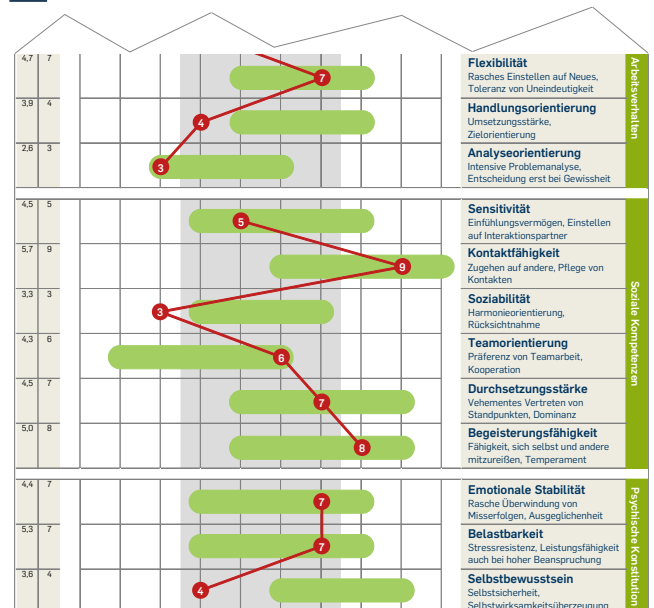 4,7 7 7 Flexibilität
Rasches Einstellen auf Neues,
Toleranz von Uneindeutigkeit
3,9 4 4 Handlungsorientierung
Umsetzungsstärke,
Zielorientierung
2,6 3 3 Analyseorientierung
Intensive Problemanalyse,
Entscheidung erst bei Gewissheit
Arbeitsverhalten
4,5 5 5 Sensitivität
Einfühlungsvermögen, Einstellen
auf Interaktionspartner
5,7 9 9 Kontaktfähigkeit
Zugehen auf andere, Pflege von
Kontakten
3,3 3 3 Soziabilität
Harmonieorientierung,
Rücksichtnahme
4,3 6 6 Teamorientierung
Präferenz von Teamarbeit,
Kooperation
4,5 7 7 Durchsetzungsstärke
Vehementes Vertreten von
Standpunkten, Dominanz
5,0 8 8 Begeisterungsfähigkeit
Fähigkeit, sich selbst und andere
mitzureißen, Temperament
Soziale Kompetenzen
4,4 7 7 Emotionale Stabilität
Rasche Überwindung von
Misserfolgen, Ausgeglichenheit
5,3 7 7 Belastbarkeit
Stressresistenz, Leistungsfähigkeit
auch bei hoher Beanspruchung
3,6 4 4 Selbstbewusstsein
Selbstsicherheit,
Selbstwirksamkeitsüberzeugung
Psychische Konstitution